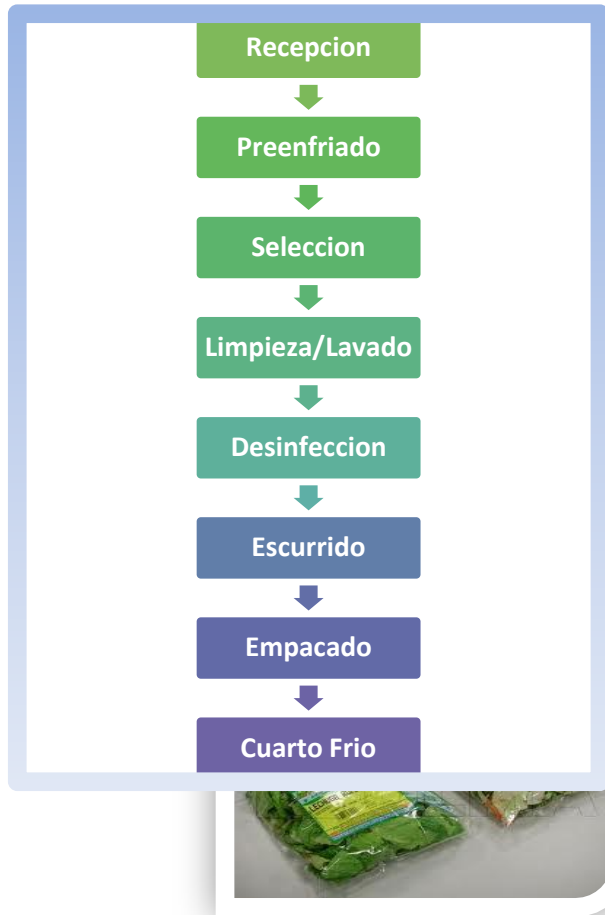 Recepcion
Preenfriado
Seleccion
Limpieza/Lavado
Desinfeccion
Escurrido
Empacado
Cuarto Frio